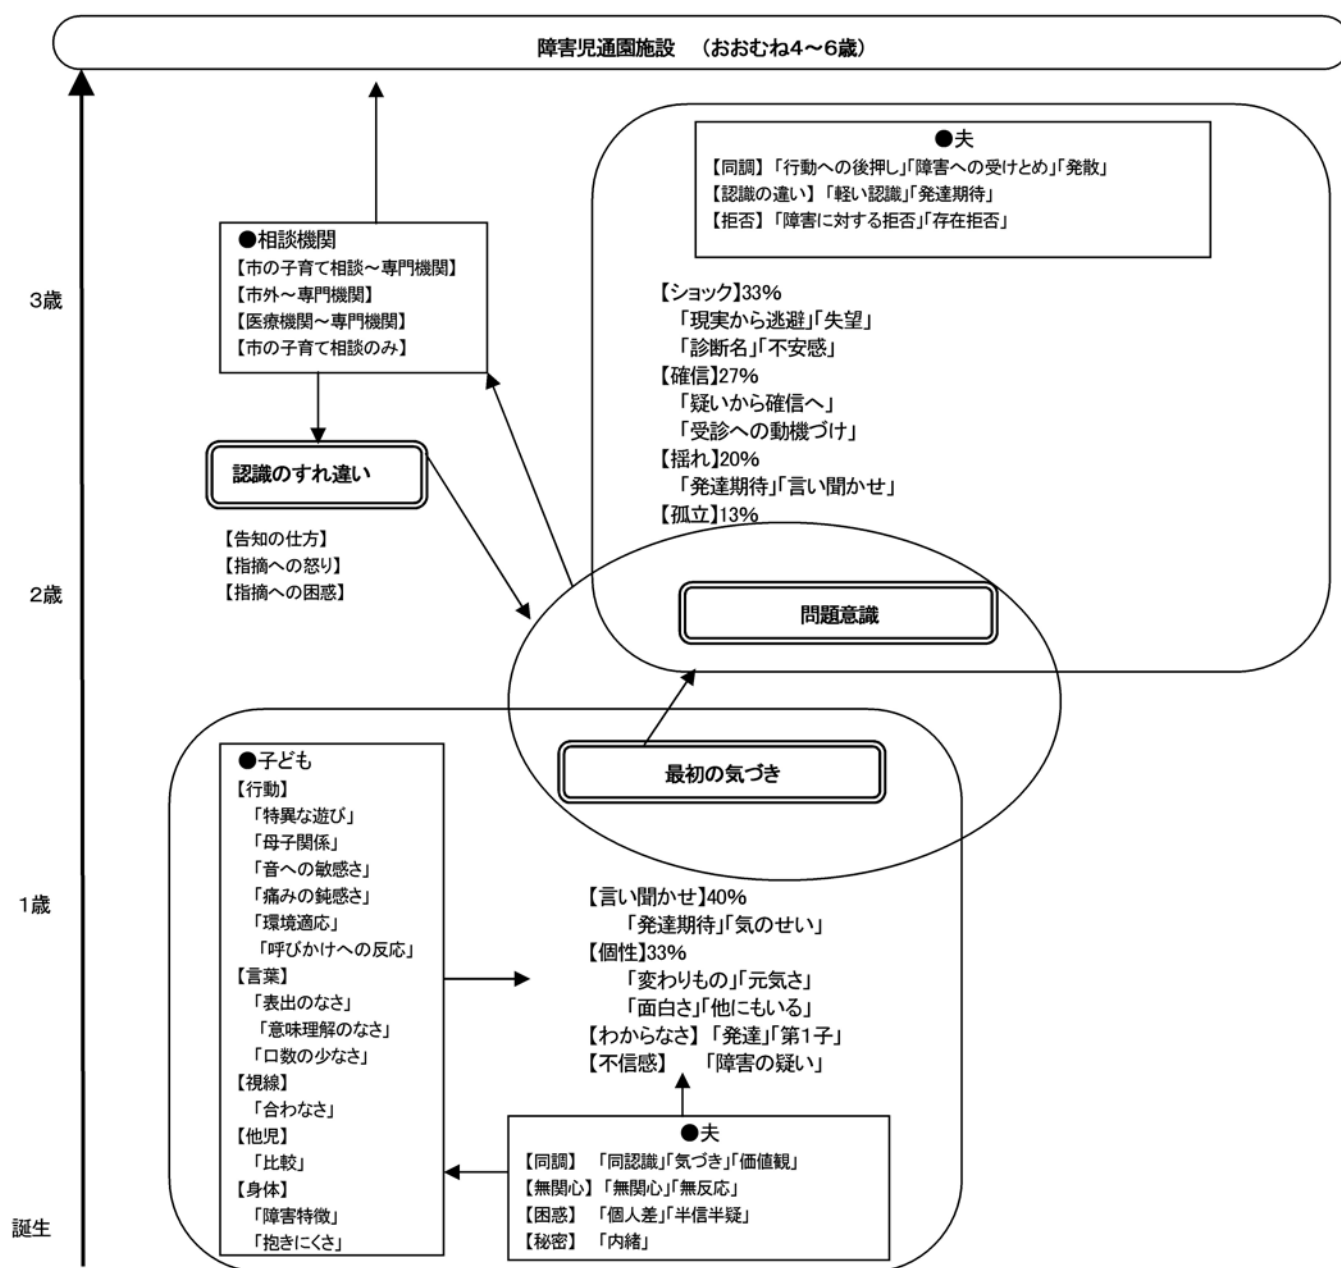 障害児通園施設 （おおむね4～6歳）
●夫
【同調】「行動への後押し」「障害への受けとめ」「発散」
【認識の違い】「軽い認識」「発達期待」
【拒否】「障害に対する拒否」「存在拒否」
●相談機関
【市の子育て相談～専門機関】
【市外～専門機関】
【医療機関～専門機関】
【市の子育て相談のみ】
3歳
【ショック】33%
「現実から逃避」「失望」
「診断名」「不安感」
【確信】27%
「疑いから確信へ」
「受診への動機づけ」
【揺れ】20%
「発達期待」「言い聞かせ」
【孤立】13%
認識のすれ違い
【告知の仕方】
【指摘への怒り】
【指摘への困惑】
2歳
問題意識
最初の気づき
●子ども
【行動】
「特異な遊び」
「母子関係」
「音への敏感さ」
「痛みの鈍感さ」
「環境適応」
「呼びかけへの反応」
【言葉】
「表出のなさ」
「意味理解のなさ」
「口数の少なさ」
【視線】
「合わなさ」
【他児】
「比較」
【身体】
「障害特徴」
「抱きにくさ」
1歳
【言い聞かせ】40%
「発達期待」「気のせい」
【個性】33%
「変わりもの」「元気さ」
「面白さ」「他にもいる」
【わからなさ】「発達」「第1子」
【不信感】 「障害の疑い」
●夫
【同調】 「同認識」「気づき」「価値観」
【無関心】「無関心」「無反応」
【困惑】 「個人差」「半信半疑」
【秘密】 「内緒」
誕生